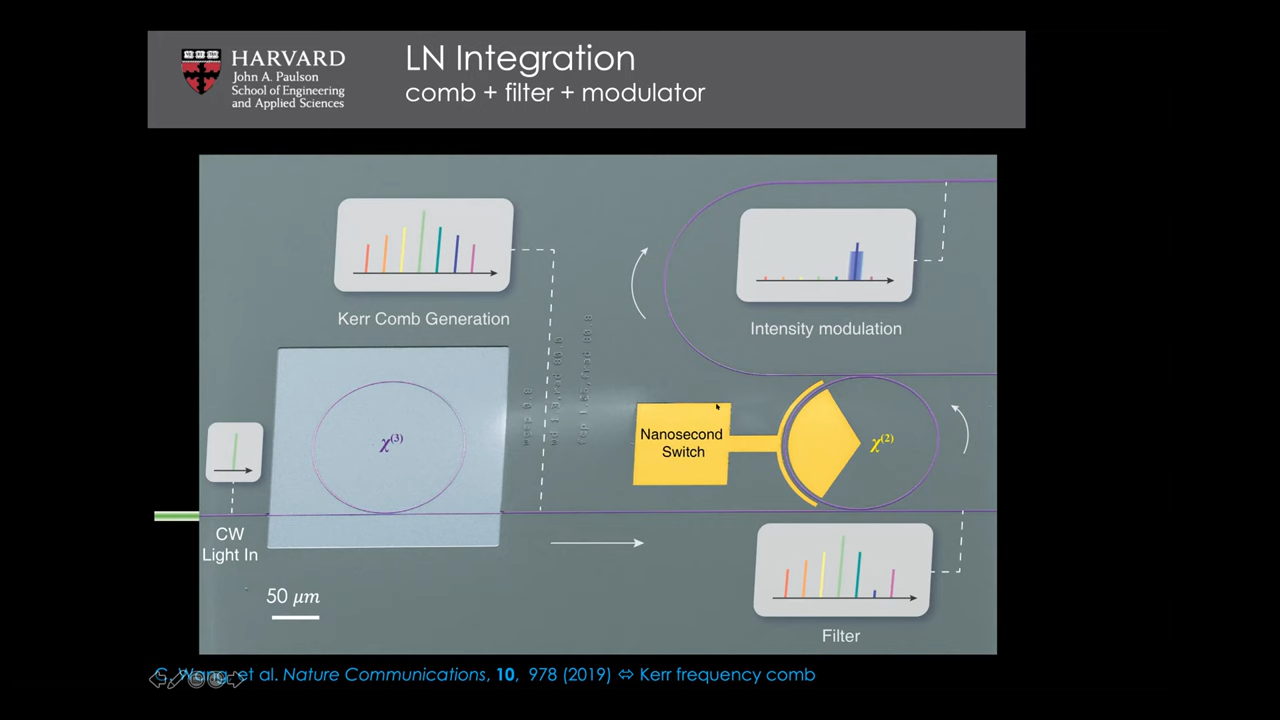 HARVARD
John A. Paulson
School of Engineering
and Applied Sciences
LN Integration
comb + filter + modulator
Kerr Comb Generation
Intensity modulation
χ(3)
Nanosecond
Switch
χ(2)
CW
Light In
50 μm
Filter
et al. Nature Communications, 10, 978 (2019) ⇔ Kerr frequency comb